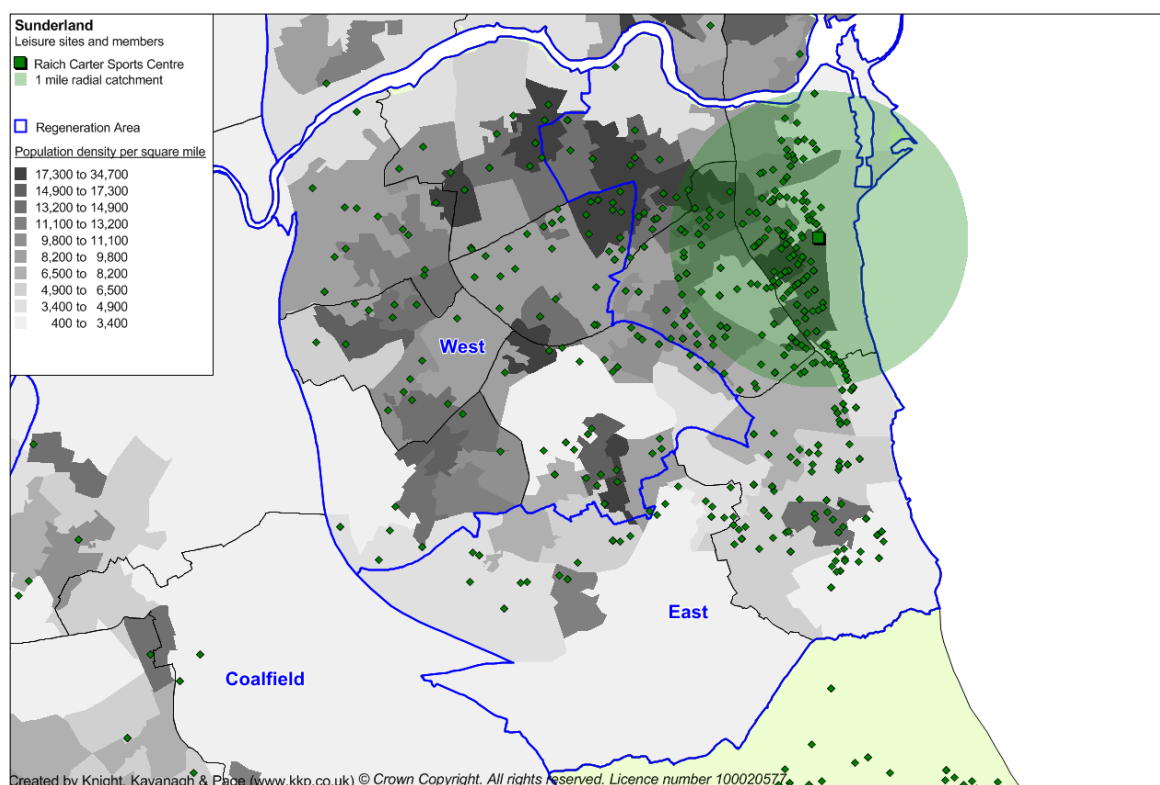 Sunderland
Leisure sites and members
Raich Carter Sports Centre
1 mile radial catchment
Regeneration Area
Population density per square mile
17,300 to 34,700
14,900 to 17,300
13,200 to 14,900
11,100 to 13,200
9,800 to 11,100
8,200 to 9,800
6,500 to 8,200
4,900 to 6,500
3,400 to 4,900
400 to 3,400
West
East
Coalfield
Created by Knight, Kavanagh & Page (www.kkp.co.uk) © Crown Copyright. All rights reserved. Licence number 100020577.